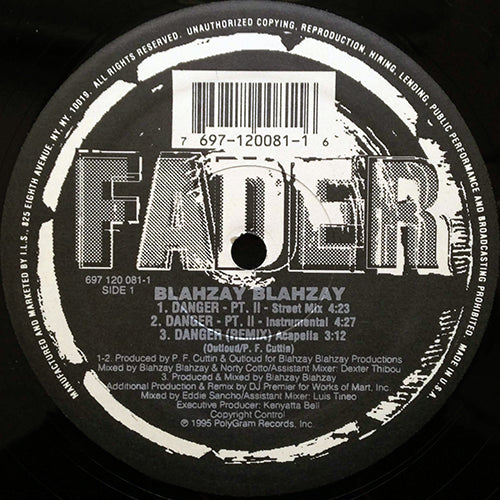 MANUFACTURED AND MARKETED BY I.L.S., 825 EIGHTH AVENUE, NY, NY, 10019. ALL RIGHTS RESERVED. UNAUTHORIZED COPYING, REPRODUCTION, HIRING, LENDING, PUBLIC PERFORMANCE AND BROADCASTING PROHIBITED. MADE IN U.S.A.
7 697-120081-1 6
FADER
697 120 081-1
SIDE 1
BLAHZAY BLAHZAY
1. DANGER - PT. II - Street Mix 4:23
2. DANGER - PT. II - Instrumental 4:27
3. DANGER (REMIX) Acapella 3:12
(Outloud/P. F. Cuttin)
1-2. Produced by P. F. Cuttin & Outloud for Blahzay Blahzay Productions
Mixed by Blahzay Blahzay & Norty Cotto/Assistant Mixer: Dexter Thibou
3. Produced & Mixed by Blahzay Blahzay
Additional Production & Remix by DJ Premier for Works of Mart, Inc.
Mixed by Eddie Sancho/Assistant Mixer: Luis Tineo
Executive Producer: Kenyatta Bell
Copyright Control
℗ 1995 PolyGram Records, Inc.